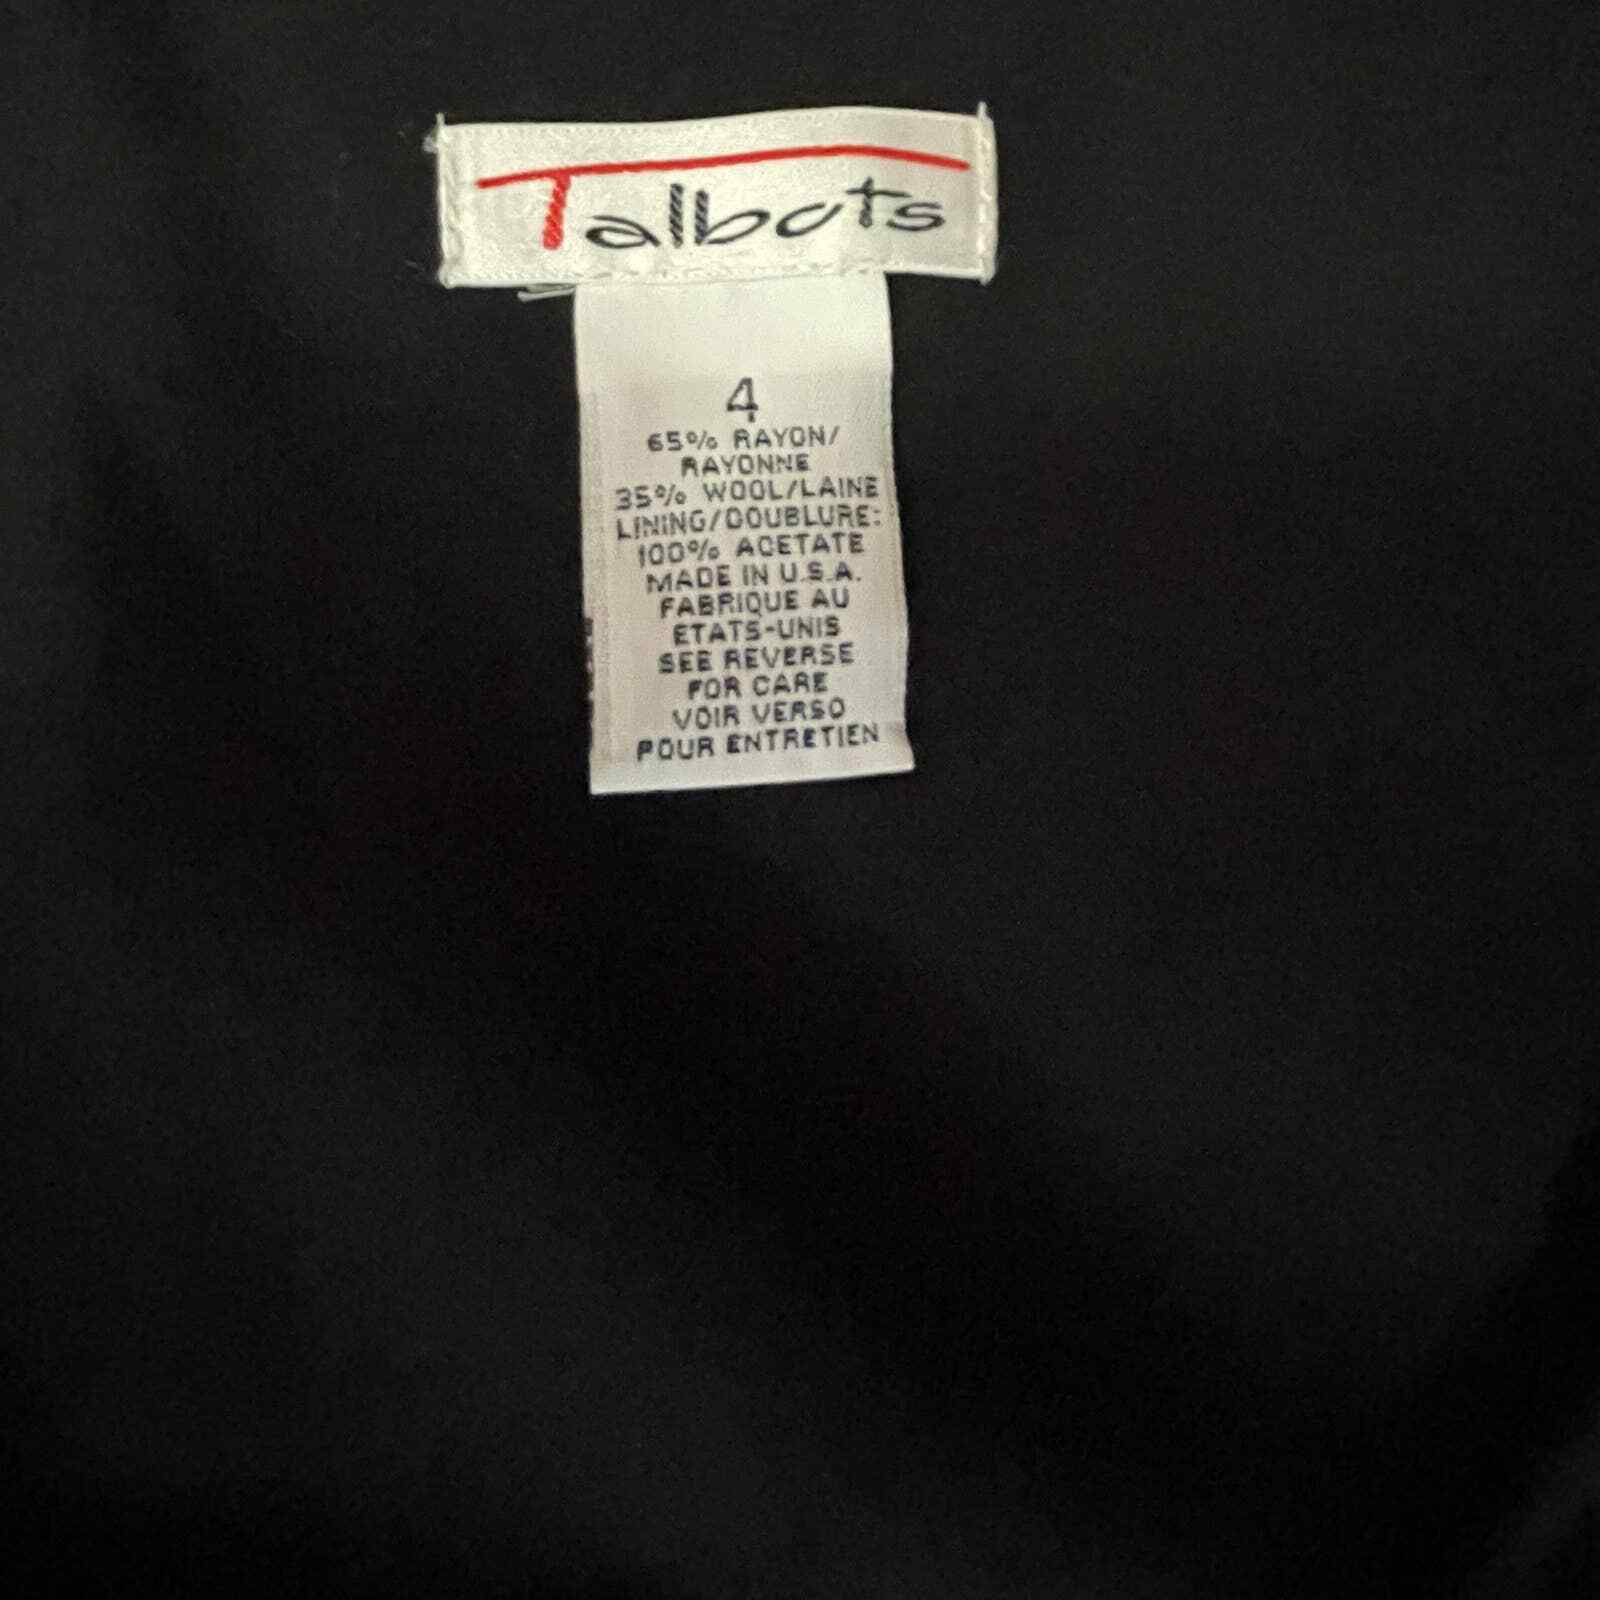 Talbots
4
65% RAYON/
RAYONNE
35% WOOL/LAINE
LINING/DOUBLURE:
100% ACETATE
MADE IN U.S.A.
FABRIQUE AU
ETATS-UNIS
SEE REVERSE
FOR CARE
VOIR VERSO
POUR ENTRETIEN